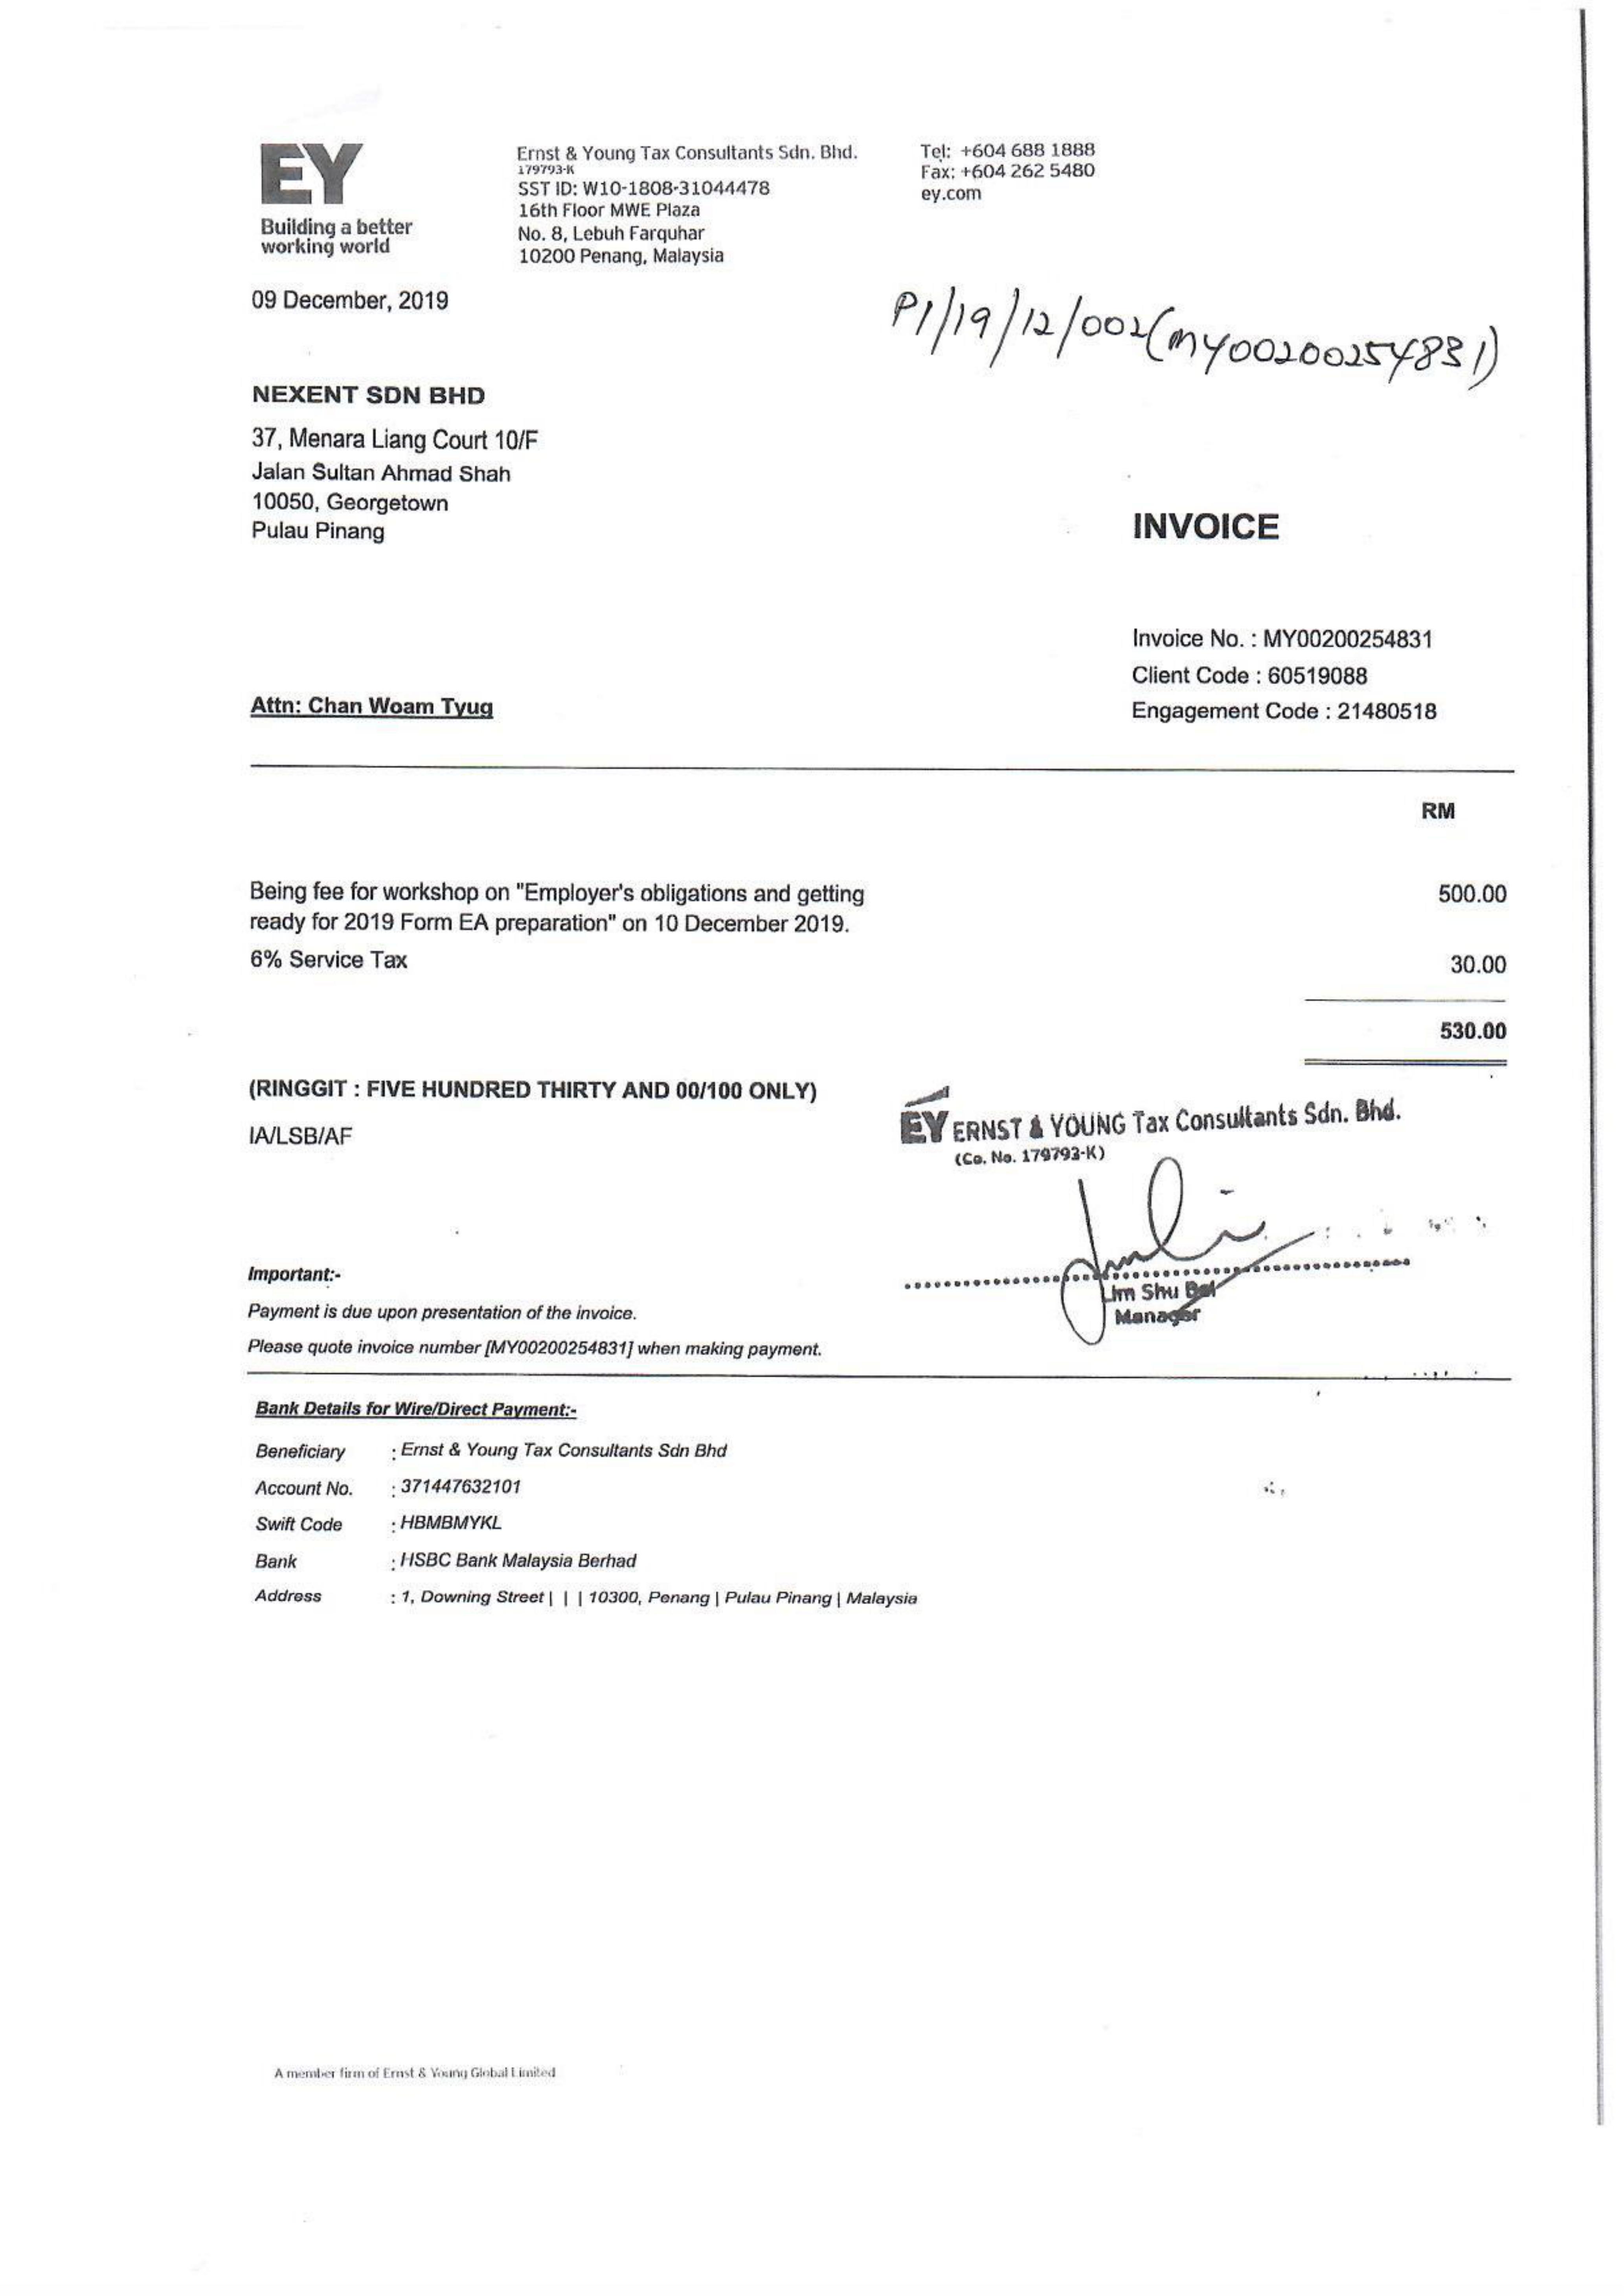 EY
Building a better
working world
Ernst & Young Tax Consultants Sdn. Bhd.
179793-K
SST ID: W10-1808-31044478
16th Floor MWE Plaza
No. 8, Lebuh Farquhar
10200 Penang, Malaysia
Tel: +604 688 1888
Fax: +604 262 5480
ey.com
09 December, 2019
P1/19/12/002(MY00200254831)
NEXENT SDN BHD
37, Menara Liang Court 10/F
Jalan Sultan Ahmad Shah
10050, Georgetown
Pulau Pinang
INVOICE
Invoice No. : MY00200254831
Client Code : 60519088
Engagement Code : 21480518
Attn: Chan Woam Tyug
RM
Being fee for workshop on "Employer's obligations and getting 500.00
ready for 2019 Form EA preparation" on 10 December 2019.
6% Service Tax 30.00
530.00
(RINGGIT : FIVE HUNDRED THIRTY AND 00/100 ONLY)
IA/LSB/AF
EY ERNST & YOUNG Tax Consultants Sdn. Bhd.
(Co. No. 179793-K)
Lim Shu Bei
Manager
Important:-
Payment is due upon presentation of the invoice.
Please quote invoice number [MY00200254831] when making payment.
Bank Details for Wire/Direct Payment:-
Beneficiary : Ernst & Young Tax Consultants Sdn Bhd
Account No. : 371447632101
Swift Code : HBMBMYKL
Bank : HSBC Bank Malaysia Berhad
Address : 1, Downing Street | | | 10300, Penang | Pulau Pinang | Malaysia
A member firm of Ernst & Young Global Limited